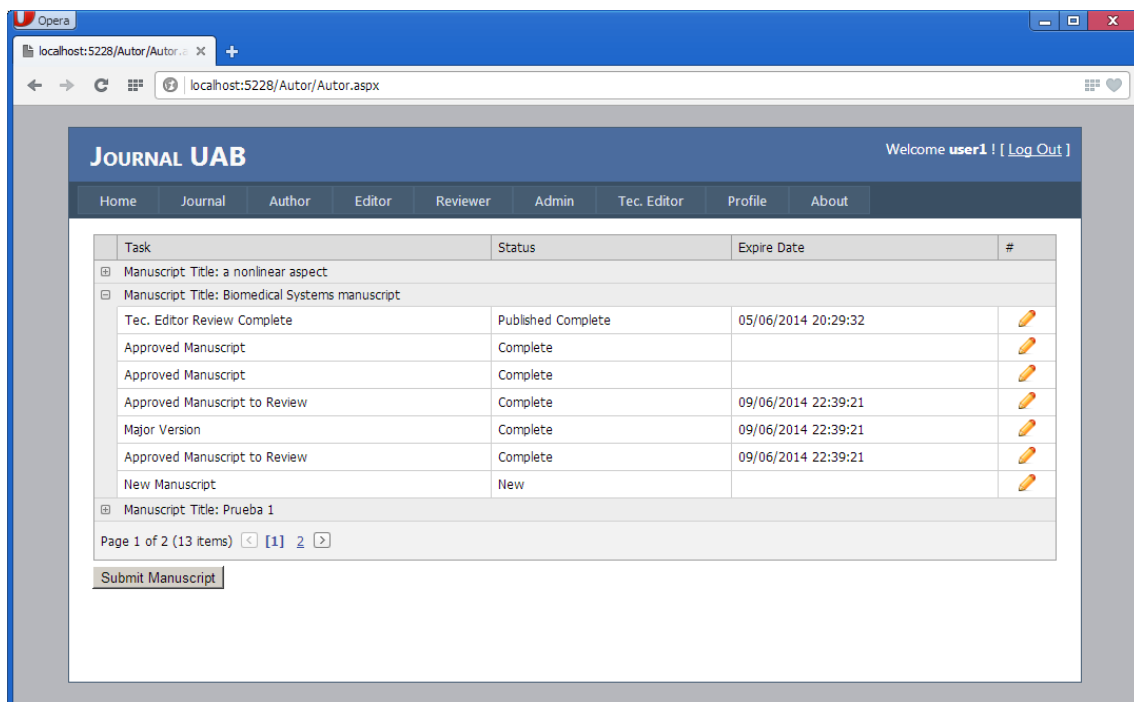 Opera
localhost:5228/Autor/Autor.a
localhost:5228/Autor/Autor.aspx
JOURNAL UAB
Welcome user1 ! [ Log Out ]
Home Journal Author Editor Reviewer Admin Tec. Editor Profile About
Task Status Expire Date #
Manuscript Title: a nonlinear aspect
Manuscript Title: Biomedical Systems manuscript
Tec. Editor Review Complete Published Complete 05/06/2014 20:29:32
Approved Manuscript Complete
Approved Manuscript Complete
Approved Manuscript to Review Complete 09/06/2014 22:39:21
Major Version Complete 09/06/2014 22:39:21
Approved Manuscript to Review Complete 09/06/2014 22:39:21
New Manuscript New
Manuscript Title: Prueba 1
Page 1 of 2 (13 items) [1] 2
Submit Manuscript